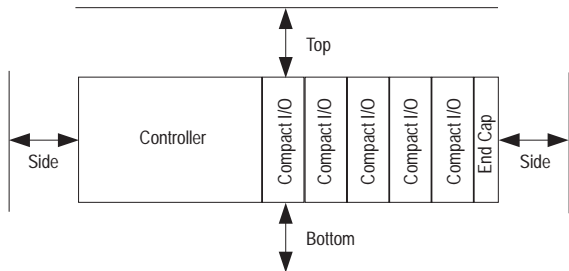 Top
Controller
Compact I/O
Compact I/O
Compact I/O
Compact I/O
Compact I/O
End Cap
Side
Side
Bottom